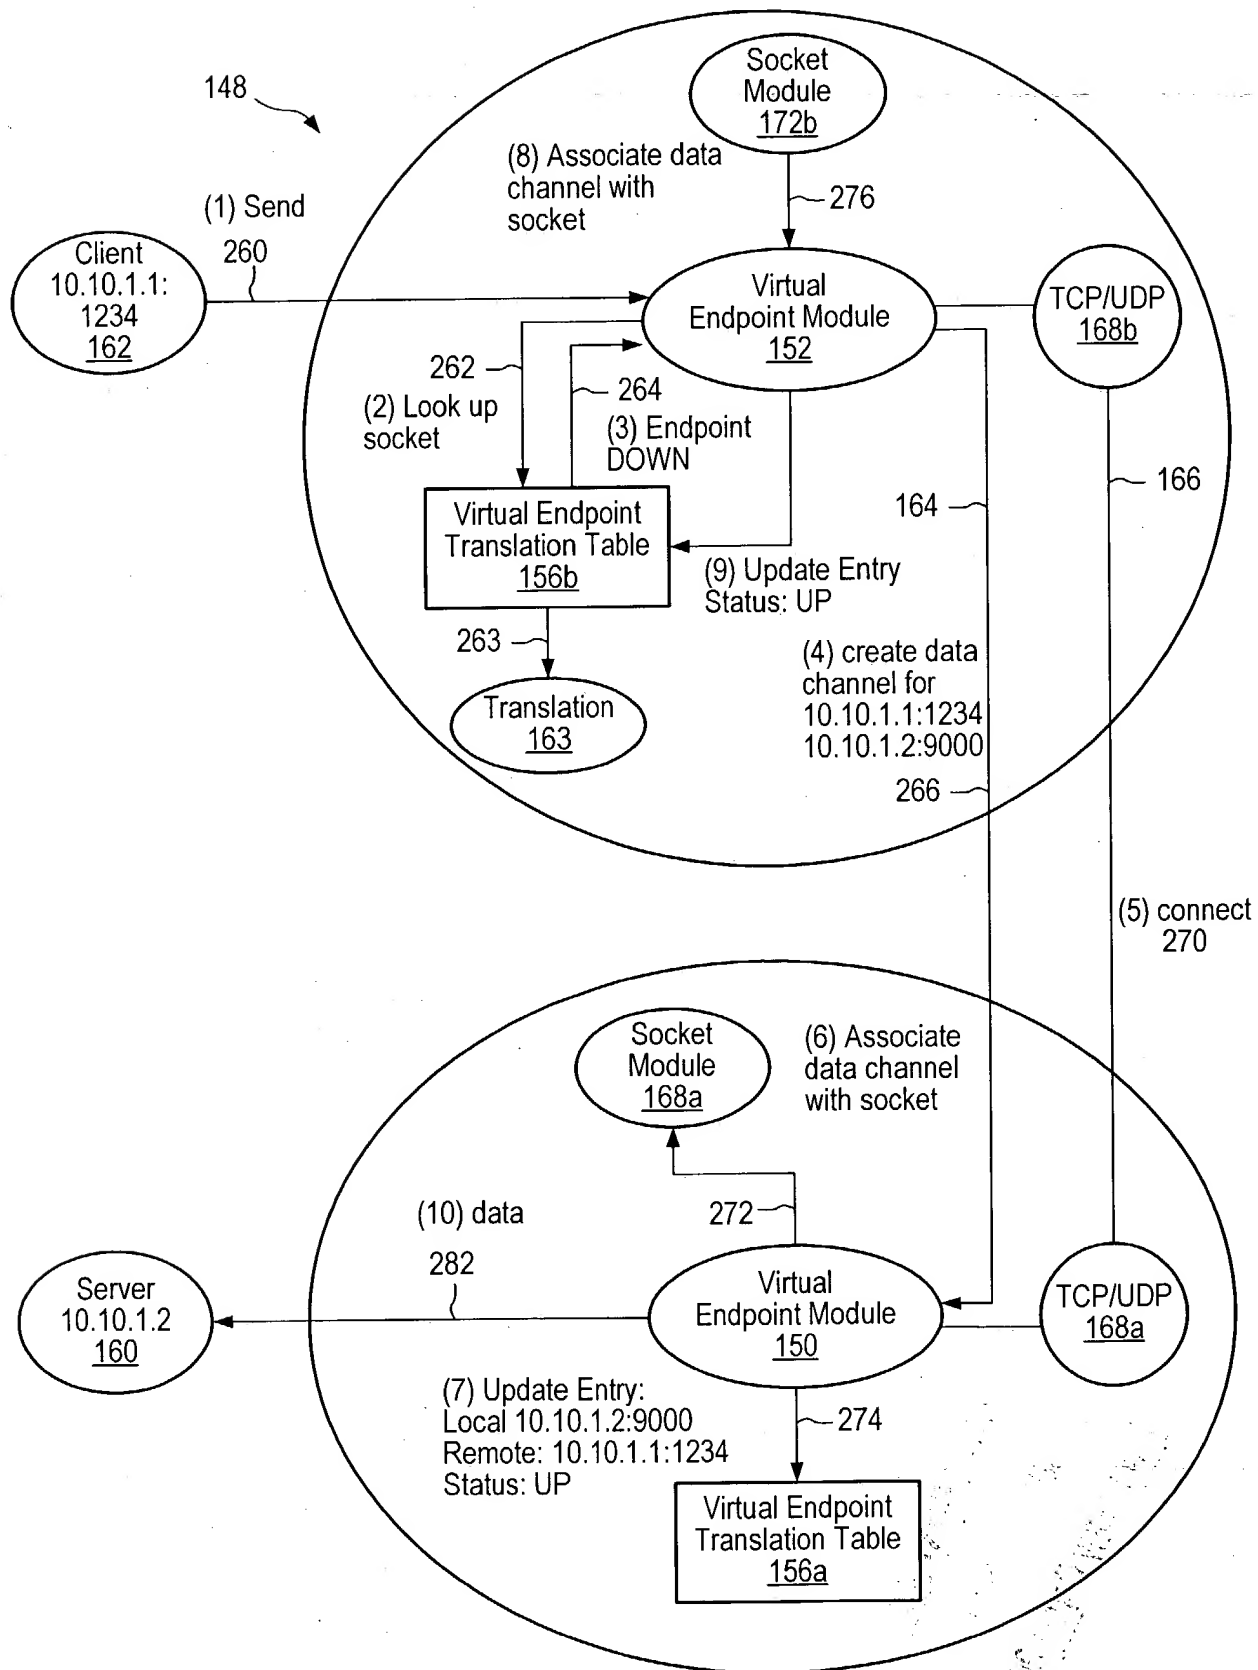 148
Socket
Module
172b
(8) Associate data
channel with
socket
276
(1) Send
260
Client
10.10.1.1:
1234
162
Virtual
Endpoint Module
152
TCP/UDP
168b
262
264
(2) Look up
socket
(3) Endpoint
DOWN
166
164
Virtual Endpoint
Translation Table
156b
(9) Update Entry
Status: UP
263
(4) create data
channel for
10.10.1.1:1234
10.10.1.2:9000
Translation
163
266
(5) connect
270
Socket
Module
168a
(6) Associate
data channel
with socket
(10) data
272
282
Server
10.10.1.2
160
Virtual
Endpoint Module
150
TCP/UDP
168a
(7) Update Entry:
Local 10.10.1.2:9000
Remote: 10.10.1.1:1234
Status: UP
274
Virtual Endpoint
Translation Table
156a